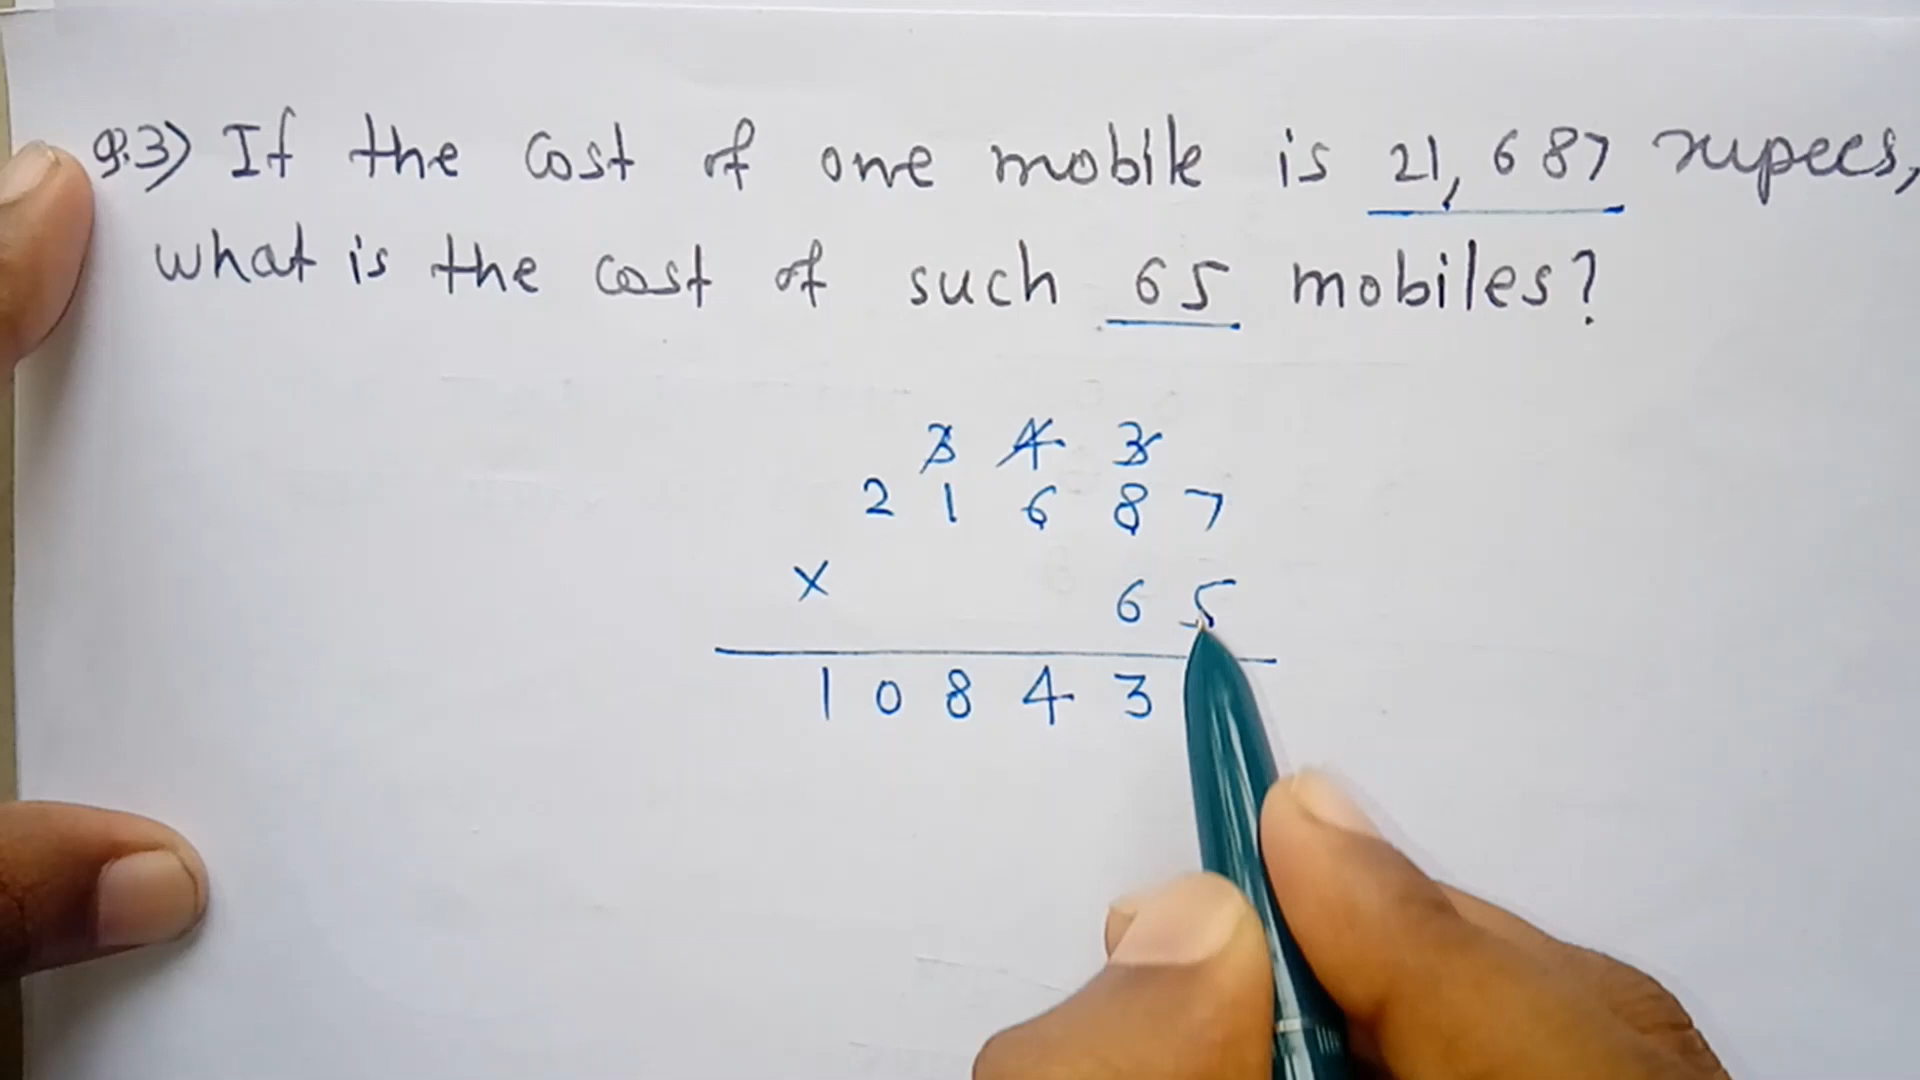 Q.3) If the cost of one mobile is 21,687 rupees,
what is the cost of such 65 mobiles?
3 4 3
2 1 6 8 7
× 6 5
1 0 8 4 3